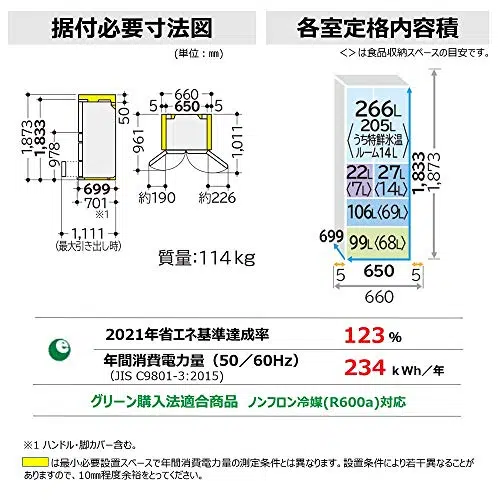 据付必要寸法図
(単位：mm)
660
5 650 5
50
1,873
1,833
978
699
701
※1
1,111
(最大引き出し時)
961
1,011
約190
約226
質量：114kg
各室定格内容積
＜＞は食品収納スペースの目安です。
266L
〈205L
うち特鮮氷温
ルーム14L〉
22L
〈7L〉
27L
〈14L〉
106L〈69L〉
99L〈68L〉
1,833
1,873
699
5 650 5
660
2021年省エネ基準達成率 123 %
年間消費電力量（50／60Hz） 234 kWh／年
(JIS C9801-3:2015)
グリーン購入法適合商品 ノンフロン冷媒(R600a)対応
※1 ハンドル・脚カバー含む。
は最小必要設置スペースで年間消費電力量の測定条件とは異なります。設置条件により若干異なることが
ありますので、10mm程度余裕をとってください。